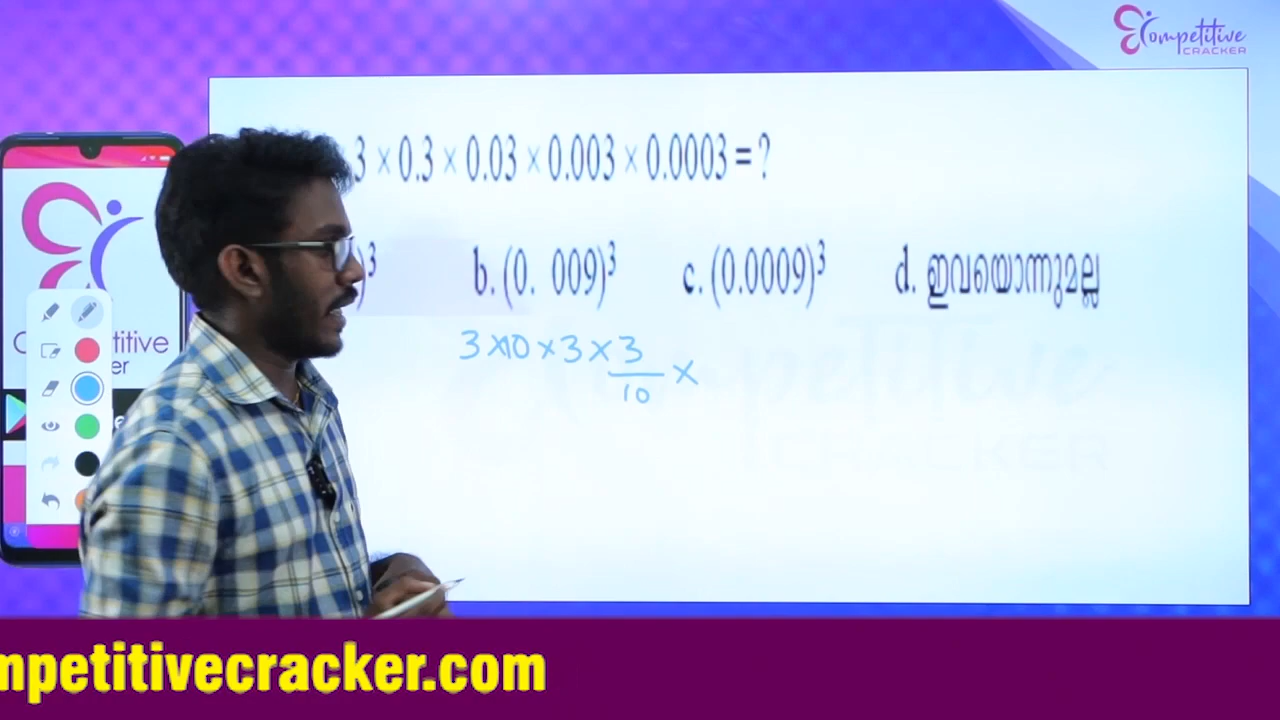 Competitive
CRACKER
3 × 0.3 × 0.03 × 0.003 × 0.0003 = ?
)³ b. (0. 009)³ c. (0.0009)³ d. ഇവയൊന്നുമല്ല
3 × 10 × 3 × 3/10 ×
titive
er
mpetitivecracker.com